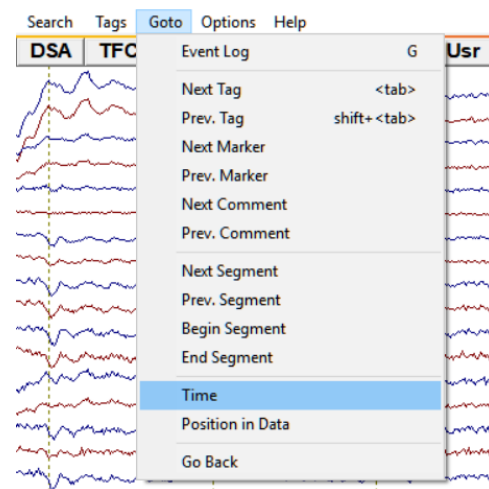 Search Tags Goto Options Help
DSA TFC Usr
Event Log G
Next Tag <tab>
Prev. Tag shift+<tab>
Next Marker
Prev. Marker
Next Comment
Prev. Comment
Next Segment
Prev. Segment
Begin Segment
End Segment
Time
Position in Data
Go Back